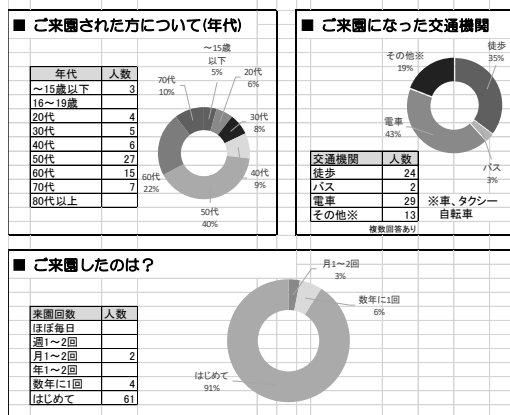 ■ ご来園された方について(年代)
年代 人数
～15歳以下 3
16～19歳
20代 4
30代 5
40代 6
50代 27
60代 15
70代 7
80代以上
～15歳
以下
5%
20代
6%
30代
8%
40代
9%
50代
40%
60代
22%
70代
10%
■ ご来園になった交通機関
交通機関 人数
徒歩 24
バス 2
電車 29
その他※ 13
複数回答あり
※車、タクシー
自転車
徒歩
35%
バス
3%
電車
43%
その他※
19%
■ ご来園したのは？
来園回数 人数
ほぼ毎日
週1～2回
月1～2回 2
年1～2回
数年に1回 4
はじめて 61
月1～2回
3%
数年に1回
6%
はじめて
91%